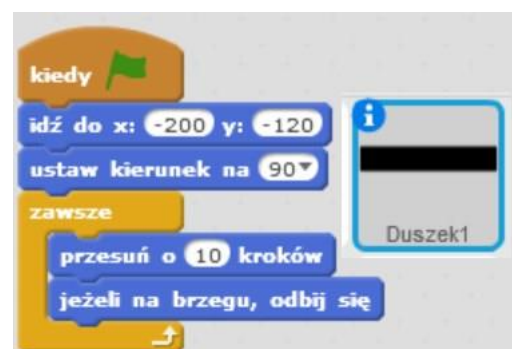 kiedy
idź do x: -200 y: -120
ustaw kierunek na 90
zawsze
przesuń o 10 kroków
jeżeli na brzegu, odbij się
i
Duszek1